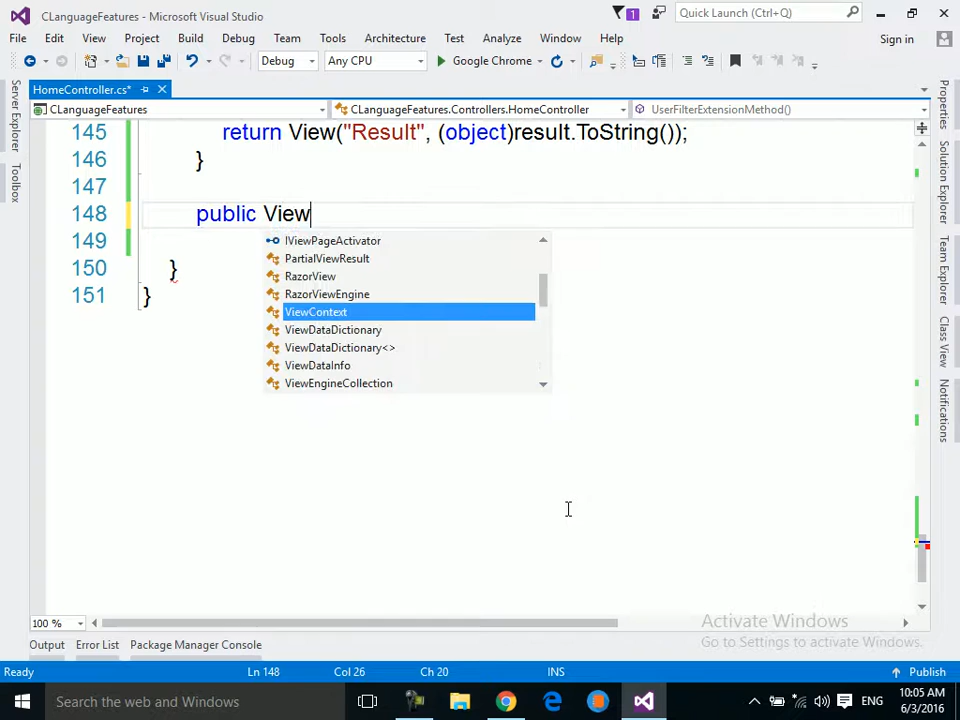 CLanguageFeatures - Microsoft Visual Studio
1
Quick Launch (Ctrl+Q)
File Edit View Project Build Debug Team Tools Architecture Test Analyze Window Help
Sign in
Debug Any CPU Google Chrome
HomeController.cs*
CLanguageFeatures CLanguageFeatures.Controllers.HomeController UserFilterExtensionMethod()
Server Explorer
Toolbox
145 return View("Result", (object)result.ToString());
146 }
147
148 public View
149
150 }
151 }
IViewPageActivator
PartialViewResult
RazorView
RazorViewEngine
ViewContext
ViewDataDictionary
ViewDataDictionary<>
ViewDataInfo
ViewEngineCollection
Properties
Solution Explorer
Team Explorer
Class View
Notifications
Activate Windows
Go to Settings to activate Windows.
100 %
Output Error List Package Manager Console
Ready Ln 148 Col 26 Ch 20 INS Publish
Search the web and Windows
ENG
10:05 AM
6/3/2016